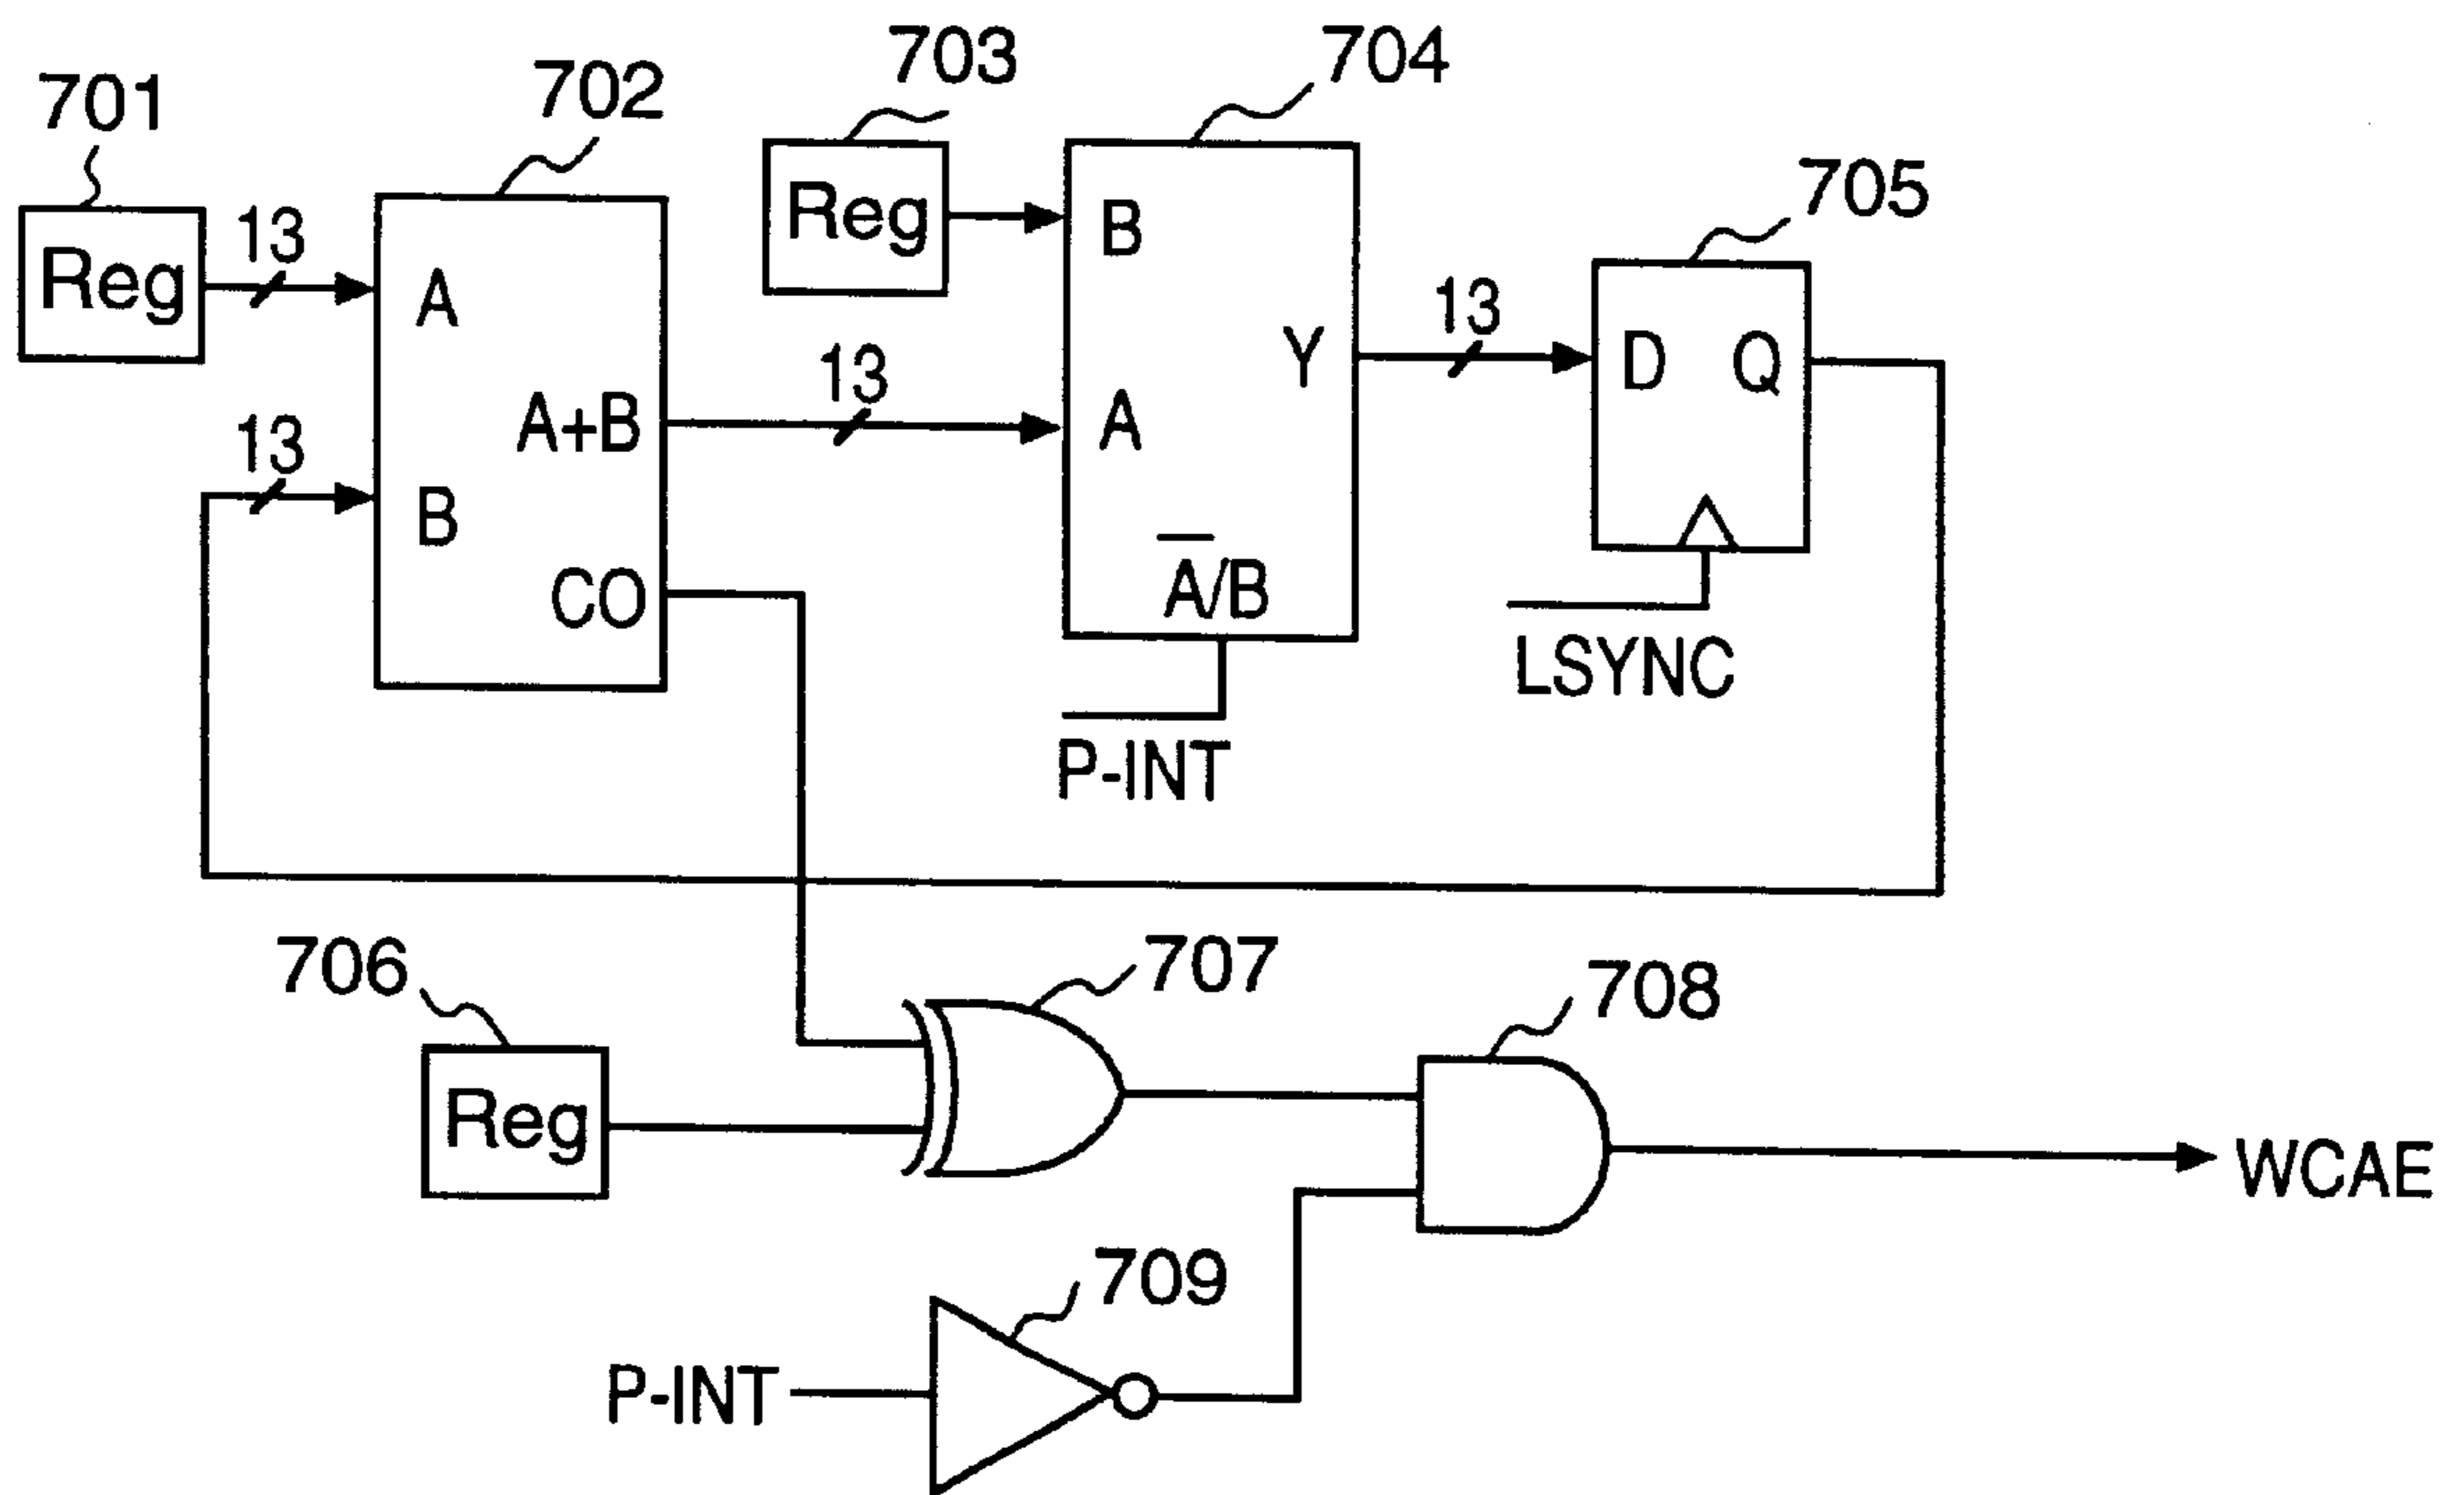 701
702
703
704
705
Reg
13
A
B
A+B
CO
13
Reg
13
B
A
Y
A̅/B
P-INT
13
D Q
LSYNC
706
Reg
707
708
WCAE
709
P-INT